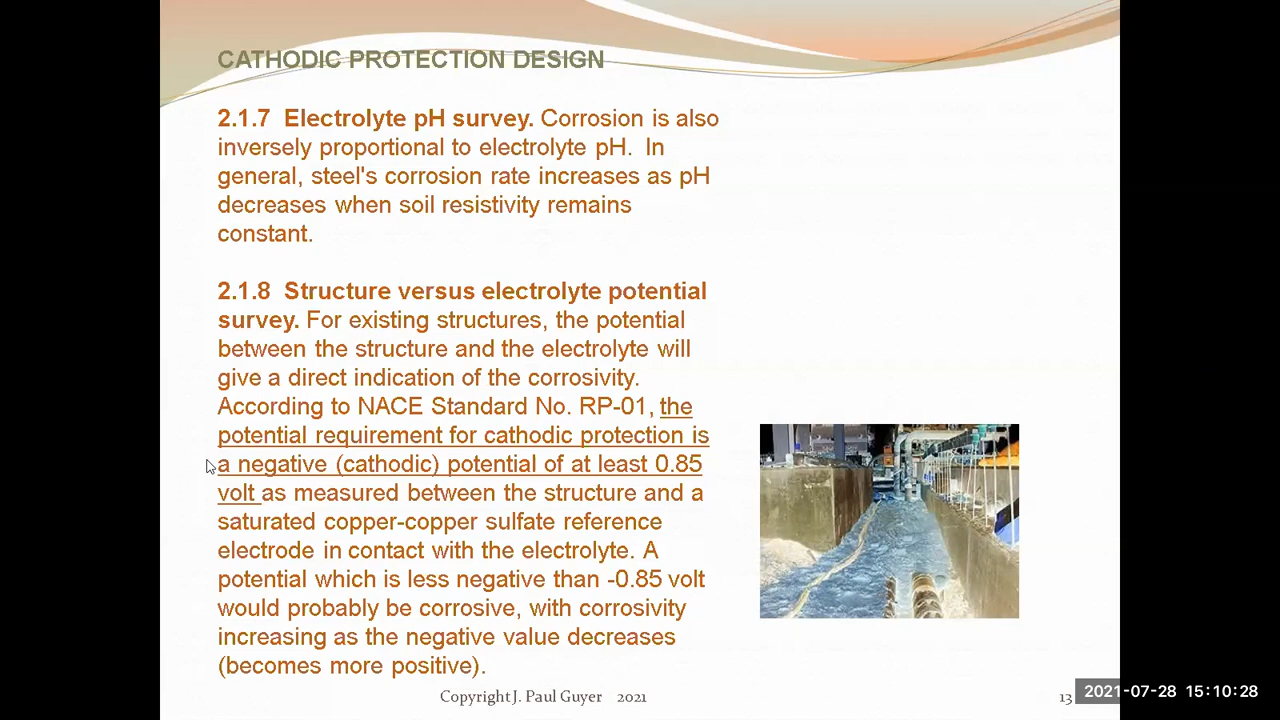 CATHODIC PROTECTION DESIGN
2.1.7 Electrolyte pH survey. Corrosion is also
inversely proportional to electrolyte pH. In
general, steel's corrosion rate increases as pH
decreases when soil resistivity remains
constant.
2.1.8 Structure versus electrolyte potential
survey. For existing structures, the potential
between the structure and the electrolyte will
give a direct indication of the corrosivity.
According to NACE Standard No. RP-01, the
potential requirement for cathodic protection is
a negative (cathodic) potential of at least 0.85
volt as measured between the structure and a
saturated copper-copper sulfate reference
electrode in contact with the electrolyte. A
potential which is less negative than -0.85 volt
would probably be corrosive, with corrosivity
increasing as the negative value decreases
(becomes more positive).
Copyright J. Paul Guyer 2021
13
2021-07-28 15:10:28